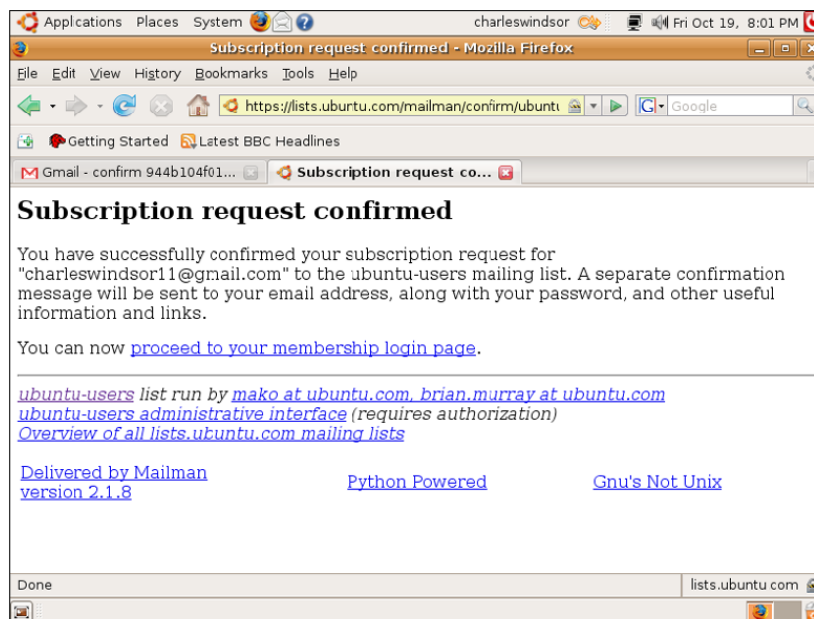 Applications Places System charleswindsor Fri Oct 19, 8:01 PM
Subscription request confirmed - Mozilla Firefox
File Edit View History Bookmarks Tools Help
https://lists.ubuntu.com/mailman/confirm/ubuntu G Google
Getting Started Latest BBC Headlines
Gmail - confirm 944b104f01... Subscription request co...
Subscription request confirmed
You have successfully confirmed your subscription request for
"charleswindsor11@gmail.com" to the ubuntu-users mailing list. A separate confirmation
message will be sent to your email address, along with your password, and other useful
information and links.
You can now proceed to your membership login page.
ubuntu-users list run by mako at ubuntu.com, brian.murray at ubuntu.com
ubuntu-users administrative interface (requires authorization)
Overview of all lists.ubuntu.com mailing lists
Delivered by Mailman
version 2.1.8
Python Powered
Gnu's Not Unix
Done lists.ubuntu.com